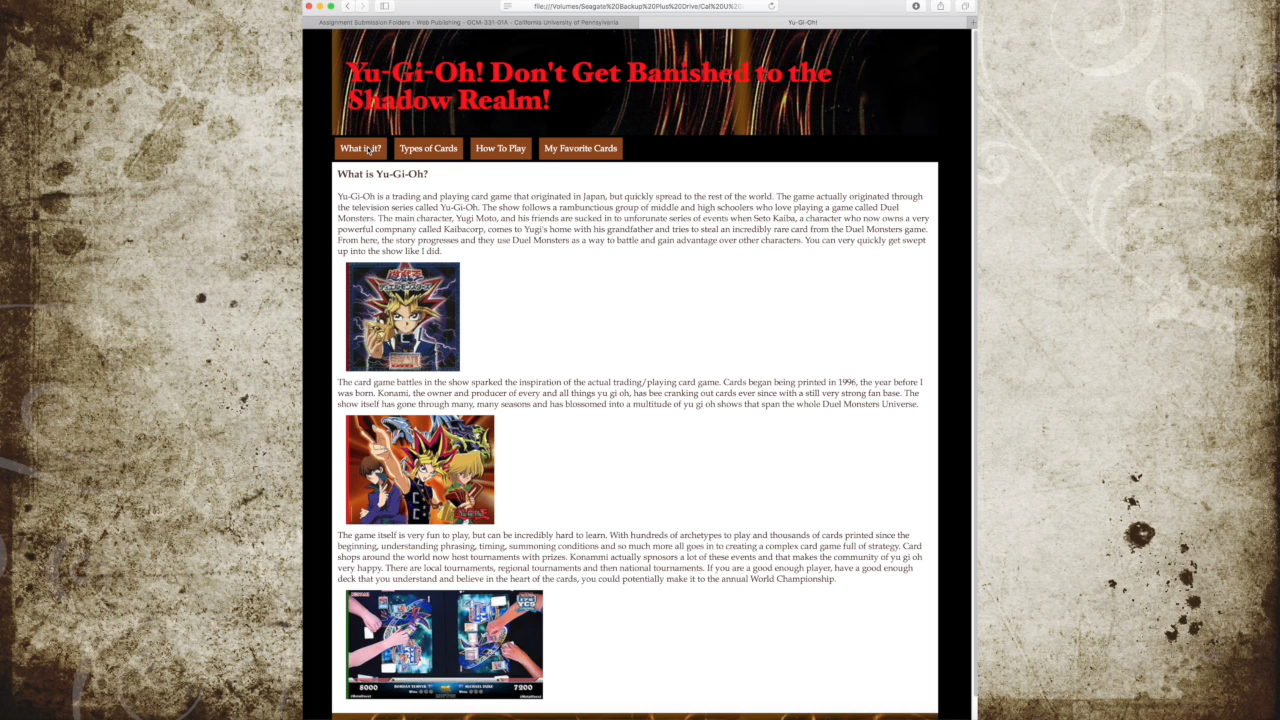 file:///Volumes/Seagate%20Backup%20Plus%20Drive/Cal%20U%20
Assignment Submission Folders - Web Publishing - GCM-331-01A - California University of Pennsylvania
Yu-Gi-Oh!
Yu-Gi-Oh! Don't Get Banished to the
Shadow Realm!
What is it? Types of Cards How To Play My Favorite Cards
What is Yu-Gi-Oh?
Yu-Gi-Oh is a trading and playing card game that originated in Japan, but quickly spread to the rest of the world. The game actually originated through
the television series called Yu-Gi-Oh. The show follows a rambunctious group of middle and high schoolers who love playing a game called Duel
Monsters. The main character, Yugi Moto, and his friends are sucked in to unforunate series of events when Seto Kaiba, a character who now owns a very
powerful compnany called Kaibacorp, comes to Yugi's home with his grandfather and tries to steal an incredibly rare card from the Duel Monsters game.
From here, the story progresses and they use Duel Monsters as a way to battle and gain advantage over other characters. You can very quickly get swept
up into the show like I did.
The card game battles in the show sparked the inspiration of the actual trading/playing card game. Cards began being printed in 1996, the year before I
was born. Konami, the owner and producer of every and all things yu gi oh, has bee cranking out cards ever since with a still very strong fan base. The
show itself has gone through many, many seasons and has blossomed into a multitude of yu gi oh shows that span the whole Duel Monsters Universe.
The game itself is very fun to play, but can be incredibly hard to learn. With hundreds of archetypes to play and thousands of cards printed since the
beginning, understanding phrasing, timing, summoning conditions and so much more all goes in to creating a complex card game full of strategy. Card
shops around the world now host tournaments with prizes. Konammi actually spnosors a lot of these events and that makes the community of yu gi oh
very happy. There are local tournaments, regional tournaments and then national tournaments. If you are a good enough player, have a good enough
deck that you understand and believe in the heart of the cards, you could potentially make it to the annual World Championship.
YCS
8000 7200